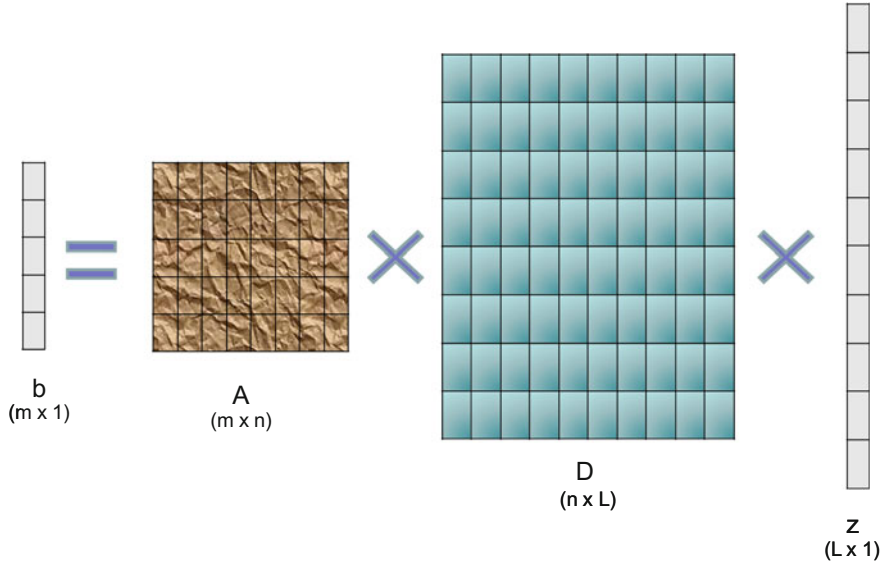 b
(m x 1)
A
(m x n)
D
(n x L)
z
(L x 1)